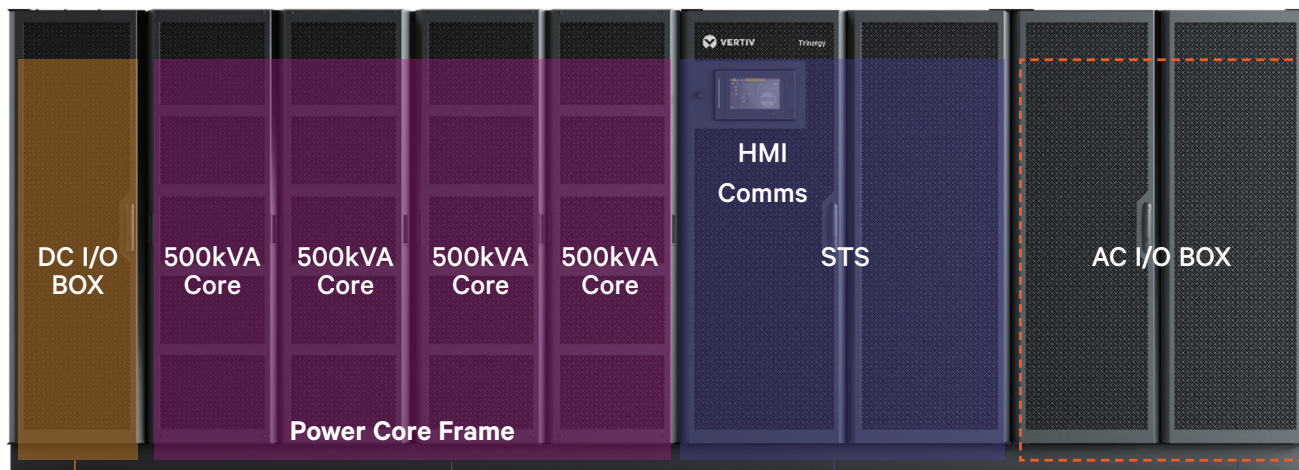 VERTIV
Trinergy
HMI
Comms
DC I/O
BOX
500kVA
Core
500kVA
Core
500kVA
Core
500kVA
Core
STS
AC I/O BOX
Power Core Frame